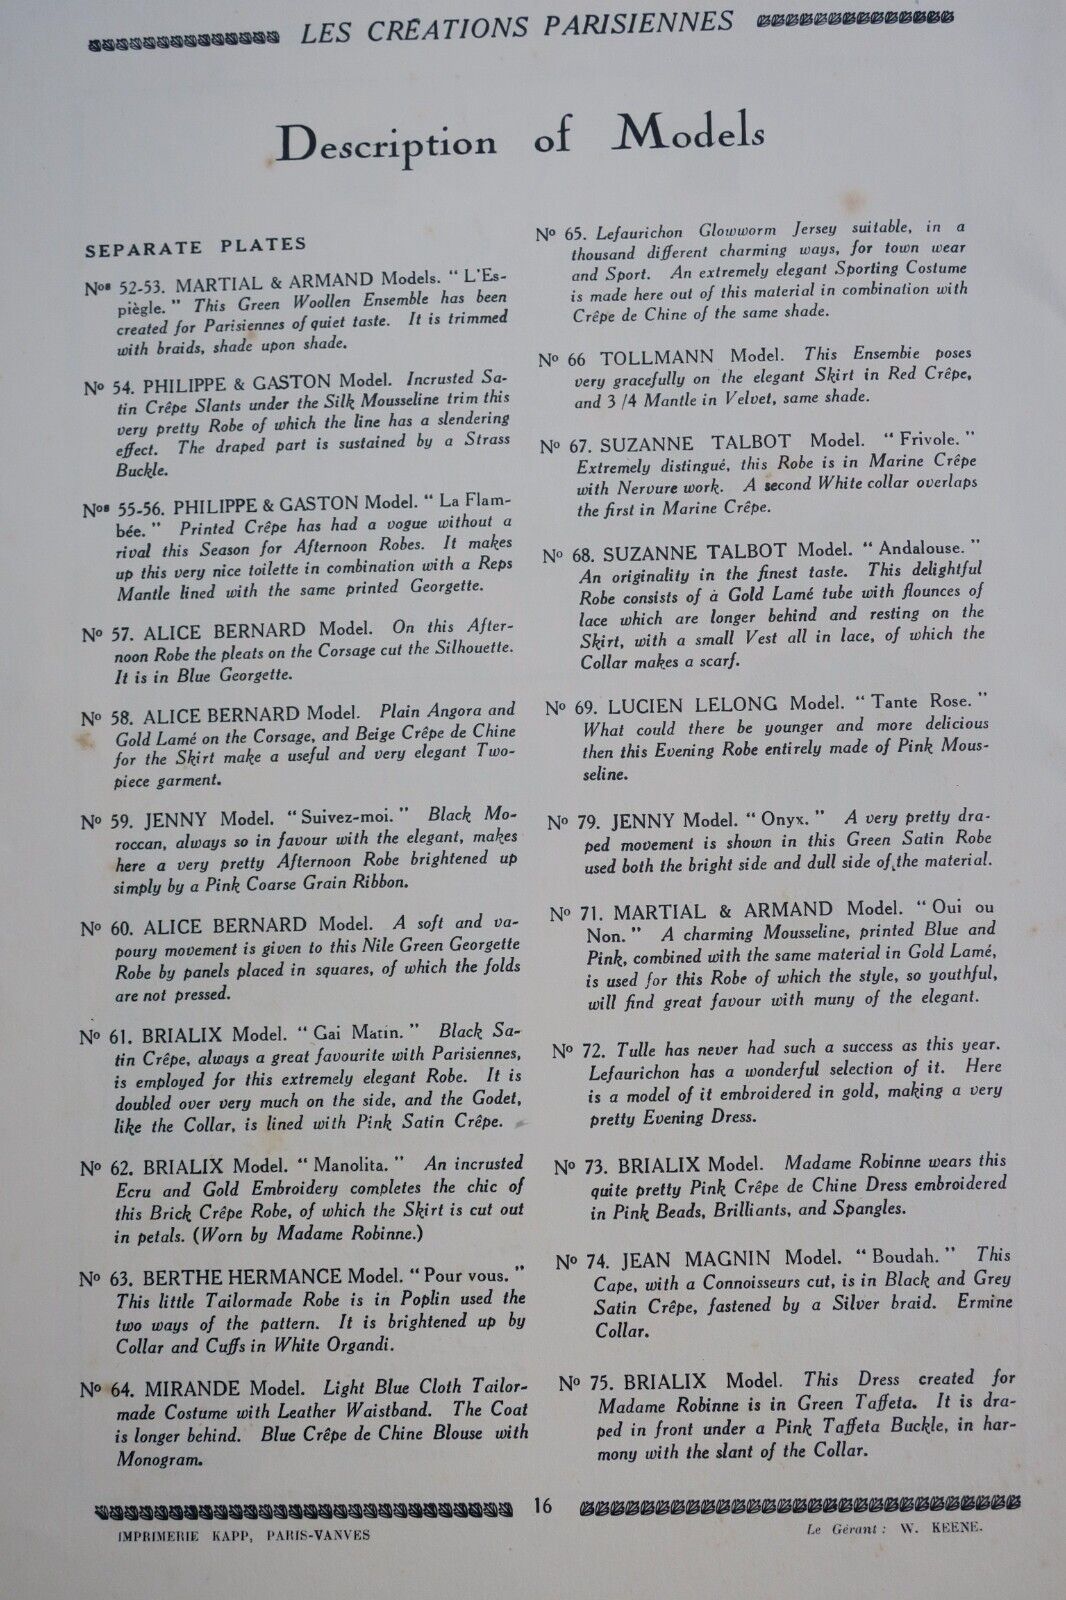 LES CRÉATIONS PARISIENNES
Description of Models
SEPARATE PLATES
Nos 52-53. MARTIAL & ARMAND Models. “ L'Es-
piègle. ” This Green Woollen Ensemble has been
created for Parisiennes of quiet taste. It is trimmed
with braids, shade upon shade.
No 54. PHILIPPE & GASTON Model. Incrusted Sa-
tin Crêpe Slants under the Silk Mousseline trim this
very pretty Robe of which the line has a slendering
effect. The draped part is sustained by a Strass
Buckle.
Nos 55-56. PHILIPPE & GASTON Model. “ La Flam-
bée. ” Printed Crêpe has had a vogue without a
rival this Season for Afternoon Robes. It makes
up this very nice toilette in combination with a Reps
Mantle lined with the same printed Georgette.
No 57. ALICE BERNARD Model. On this After-
noon Robe the pleats on the Corsage cut the Silhouette.
It is in Blue Georgette.
No 58. ALICE BERNARD Model. Plain Angora and
Gold Lamé on the Corsage, and Beige Crêpe de Chine
for the Skirt make a useful and very elegant Two-
piece garment.
No 59. JENNY Model. “ Suivez-moi. ” Black Mo-
roccan, always so in favour with the elegant, makes
here a very pretty Afternoon Robe brightened up
simply by a Pink Coarse Grain Ribbon.
No 60. ALICE BERNARD Model. A soft and va-
poury movement is given to this Nile Green Georgette
Robe by panels placed in squares, of which the folds
are not pressed.
No 61. BRIALIX Model. “ Gai Matin. ” Black Sa-
tin Crêpe, always a great favourite with Parisiennes,
is employed for this extremely elegant Robe. It is
doubled over very much on the side, and the Godet,
like the Collar, is lined with Pink Satin Crêpe.
No 62. BRIALIX Model. “ Manolita. ” An incrusted
Ecru and Gold Embroidery completes the chic of
this Brick Crêpe Robe, of which the Skirt is cut out
in petals. (Worn by Madame Robinne.)
No 63. BERTHE HERMANCE Model. “ Pour vous. ”
This little Tailormade Robe is in Poplin used the
two ways of the pattern. It is brightened up by
Collar and Cuffs in White Organdi.
No 64. MIRANDE Model. Light Blue Cloth Tailor-
made Costume with Leather Waistband. The Coat
is longer behind. Blue Crêpe de Chine Blouse with
Monogram.
No 65. Lefaurichon Glowworm Jersey suitable, in a
thousand different charming ways, for town wear
and Sport. An extremely elegant Sporting Costume
is made here out of this material in combination with
Crêpe de Chine of the same shade.
No 66 TOLLMANN Model. This Ensembie poses
very gracefully on the elegant Skirt in Red Crêpe,
and 3 /4 Mantle in Velvet, same shade.
No 67. SUZANNE TALBOT Model. “ Frivole. ”
Extremely distingué, this Robe is in Marine Crêpe
with Nervure work. A second White collar overlaps
the first in Marine Crêpe.
No 68. SUZANNE TALBOT Model. “ Andalouse. ”
An originality in the finest taste. This delightful
Robe consists of à Gold Lamé tube with flounces of
lace which are longer behind and resting on the
Skirt, with a small Vest all in lace, of which the
Collar makes a scarf.
No 69. LUCIEN LELONG Model. “ Tante Rose. ”
What could there be younger and more delicious
then this Evening Robe entirely made of Pink Mous-
seline.
No 79. JENNY Model. “ Onyx. ” A very pretty dra-
ped movement is shown in this Green Satin Robe
used both the bright side and dull side of the material.
No 71. MARTIAL & ARMAND Model. “ Oui ou
Non. ” A charming Mousseline, printed Blue and
Pink, combined with the same material in Gold Lamé,
is used for this Robe of which the style, so youthful,
will find great favour with muny of the elegant.
No 72. Tulle has never had such a success as this year.
Lefaurichon has a wonderful selection of it. Here
is a model of it embroidered in gold, making a very
pretty Evening Dress.
No 73. BRIALIX Model. Madame Robinne wears this
quite pretty Pink Crêpe de Chine Dress embroidered
in Pink Beads, Brilliants, and Spangles.
No 74. JEAN MAGNIN Model. “ Boudah. ” This
Cape, with a Connoisseurs cut, is in Black and Grey
Satin Crêpe, fastened by a Silver braid. Ermine
Collar.
No 75. BRIALIX Model. This Dress created for
Madame Robinne is in Green Taffeta. It is dra-
ped in front under a Pink Taffeta Buckle, in har-
mony with the slant of the Collar.
16
IMPRIMERIE KAPP, PARIS-VANVES
Le Gérant : W. KEENE.